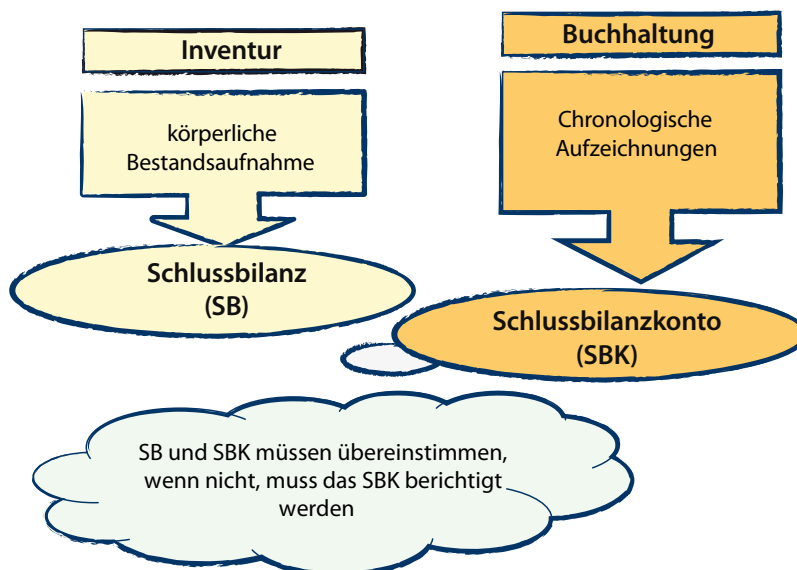 Inventur
körperliche
Bestandsaufnahme
Schlussbilanz
(SB)
Buchhaltung
Chronologische
Aufzeichnungen
Schlussbilanzkonto
(SBK)
SB und SBK müssen übereinstimmen,
wenn nicht, muss das SBK berichtigt
werden